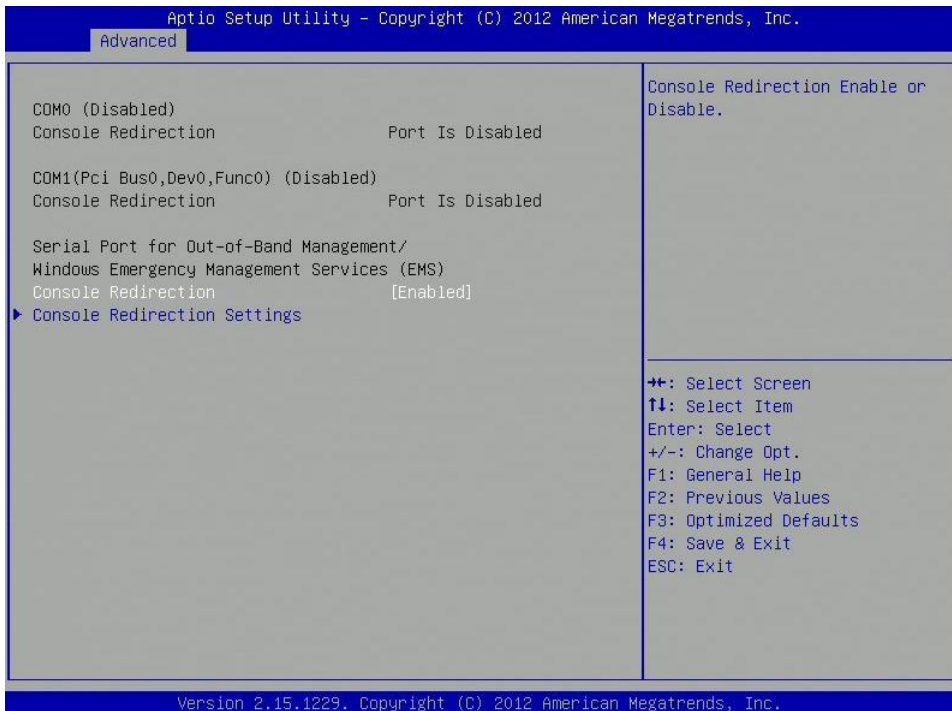 Aptio Setup Utility – Copyright (C) 2012 American Megatrends, Inc.
Advanced
COM0 (Disabled)
Console Redirection Port Is Disabled
COM1(Pci Bus0,Dev0,Func0) (Disabled)
Console Redirection Port Is Disabled
Serial Port for Out-of-Band Management/
Windows Emergency Management Services (EMS)
Console Redirection [Enabled]
▶ Console Redirection Settings
Console Redirection Enable or
Disable.
→←: Select Screen
↑↓: Select Item
Enter: Select
+/-: Change Opt.
F1: General Help
F2: Previous Values
F3: Optimized Defaults
F4: Save & Exit
ESC: Exit
Version 2.15.1229. Copyright (C) 2012 American Megatrends, Inc.